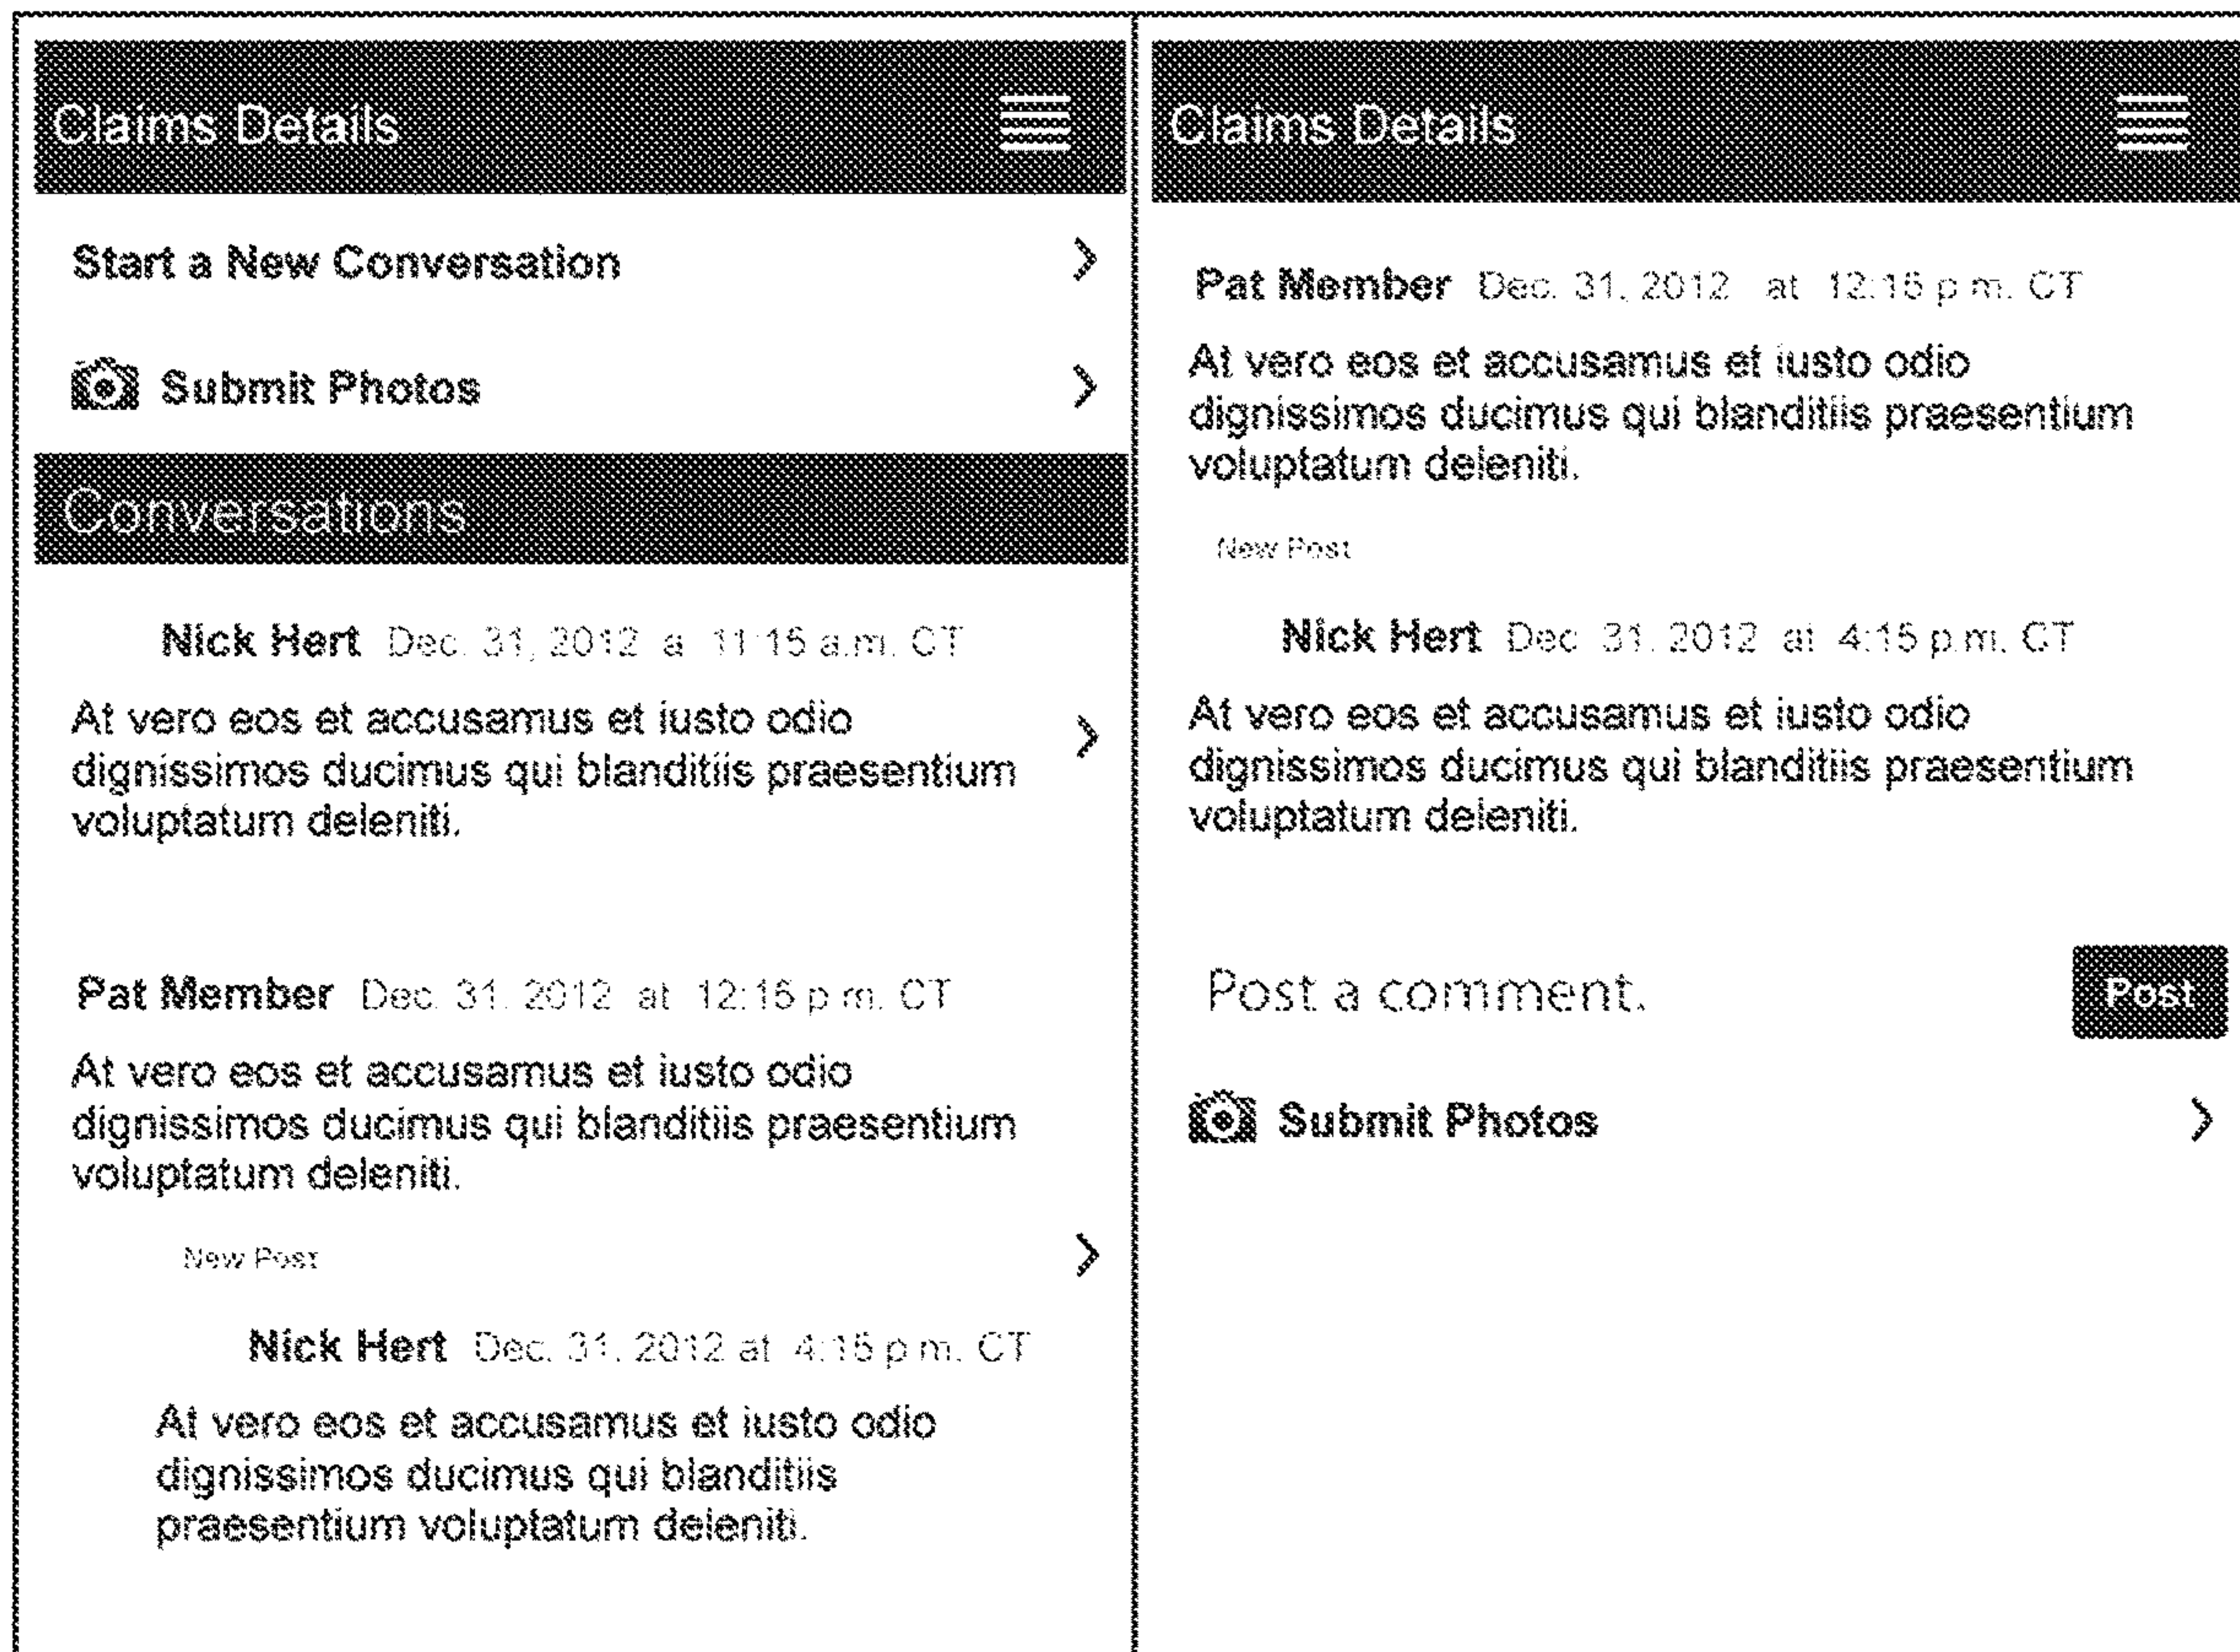 Claims Details
Start a New Conversation
Submit Photos
Conversations
Nick Hert Dec. 31, 2012 a 11:15 a.m. CT
At vero eos et accusamus et iusto odio
dignissimos ducimus qui blanditiis praesentium
voluptatum deleniti.
Pat Member Dec. 31, 2012 at 12:15 p.m. CT
At vero eos et accusamus et iusto odio
dignissimos ducimus qui blanditiis praesentium
voluptatum deleniti.
New Post
Nick Hert Dec. 31, 2012 at 4:15 p.m. CT
At vero eos et accusamus et iusto odio
dignissimos ducimus qui blanditiis
praesentium voluptatum deleniti.
Claims Details
Pat Member Dec. 31, 2012 at 12:15 p.m. CT
At vero eos et accusamus et iusto odio
dignissimos ducimus qui blanditiis praesentium
voluptatum deleniti.
New Post
Nick Hert Dec. 31, 2012 at 4:15 p.m. CT
At vero eos et accusamus et iusto odio
dignissimos ducimus qui blanditiis praesentium
voluptatum deleniti.
Post a comment.
Post
Submit Photos